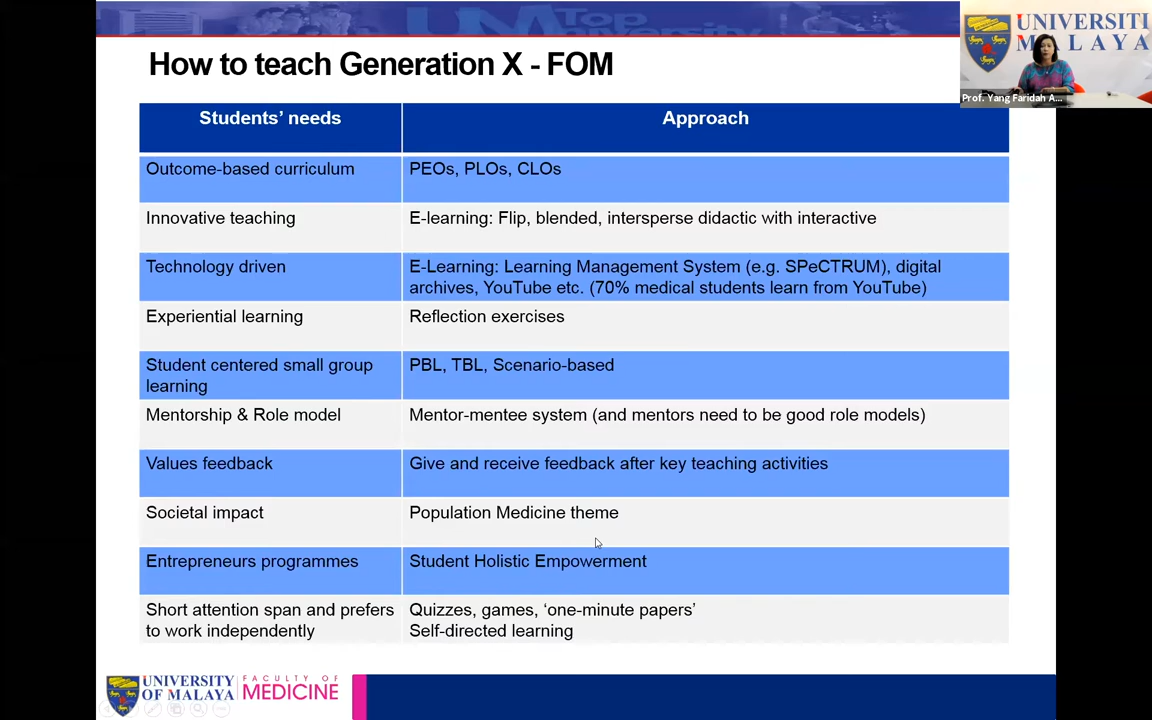 Top
University
UNIVERSITI
MALAYA
Prof. Yang Faridah A...
How to teach Generation X - FOM
Students' needs
Approach
Outcome-based curriculum
PEOs, PLOs, CLOs
Innovative teaching
E-learning: Flip, blended, intersperse didactic with interactive
Technology driven
E-Learning: Learning Management System (e.g. SPeCTRUM), digital
archives, YouTube etc. (70% medical students learn from YouTube)
Experiential learning
Reflection exercises
Student centered small group
learning
PBL, TBL, Scenario-based
Mentorship & Role model
Mentor-mentee system (and mentors need to be good role models)
Values feedback
Give and receive feedback after key teaching activities
Societal impact
Population Medicine theme
Entrepreneurs programmes
Student Holistic Empowerment
Short attention span and prefers
to work independently
Quizzes, games, ‘one-minute papers’
Self-directed learning
UNIVERSITY
OF MALAYA
FACULTY OF
MEDICINE